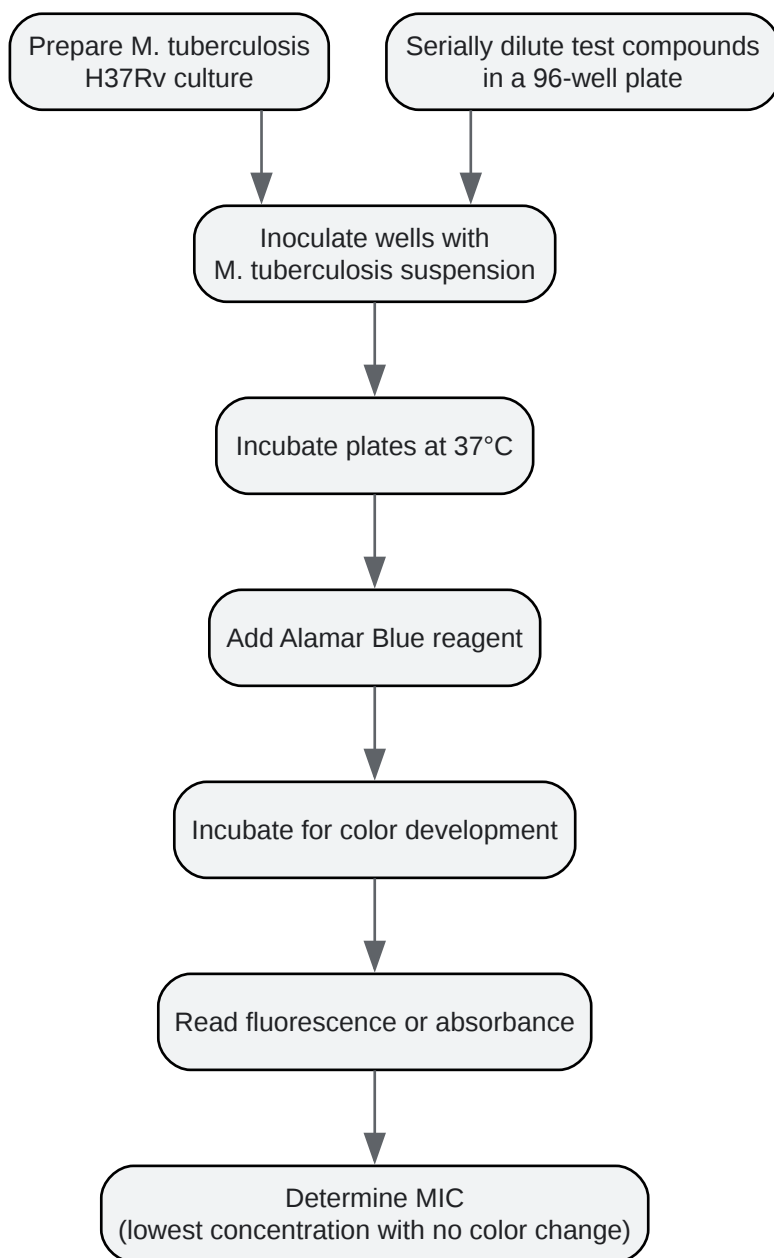 Prepare M. tuberculosis
H37Rv culture
Serially dilute test compounds
in a 96-well plate
Inoculate wells with
M. tuberculosis suspension
Incubate plates at 37°C
Add Alamar Blue reagent
Incubate for color development
Read fluorescence or absorbance
Determine MIC
(lowest concentration with no color change)